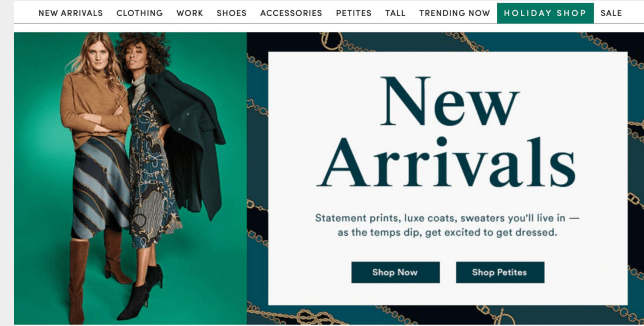 NEW ARRIVALS CLOTHING WORK SHOES ACCESSORIES PETITES TALL TRENDING NOW HOLIDAY SHOP SALE
New
Arrivals
Statement prints, luxe coats, sweaters you'll live in —
as the temps dip, get excited to get dressed.
Shop Now Shop Petites